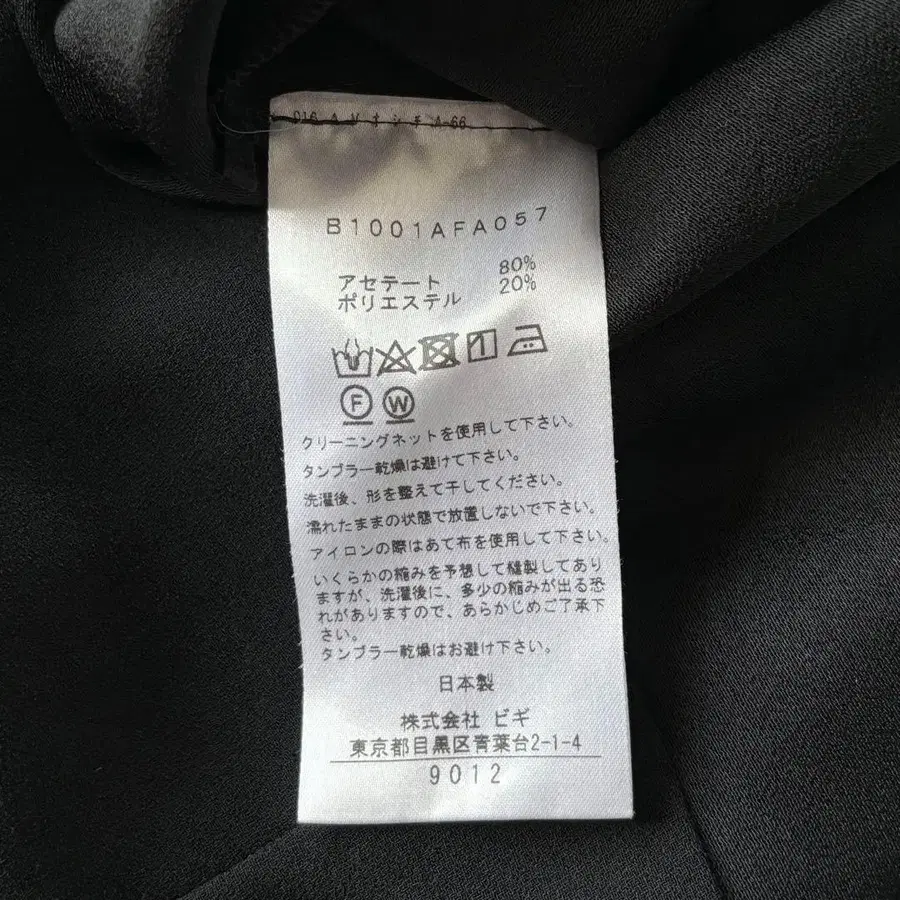 B1001AFA057
アセテート 80%
ポリエステル 20%
F W
クリーニングネットを使用して下さい。
タンブラー乾燥は避けて下さい。
洗濯後、形を整えて干してください。
濡れたままの状態で放置しないで下さい。
アイロンの際はあて布を使用して下さい。
いくらかの縮みを予想して縫製してあり
ますが、洗濯後に、多少の縮みが出る恐
れがありますので、あらかじめご了承下
さい。
タンブラー乾燥はお避け下さい。
日本製
株式会社 ビギ
東京都目黒区青葉台2-1-4
9012